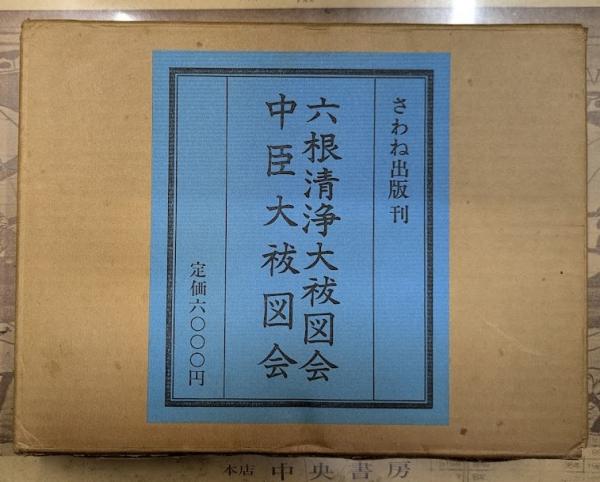 さわね出版刊
六根清浄大祓図会
中臣大祓図会
定価六〇〇〇円
本店 中央書房